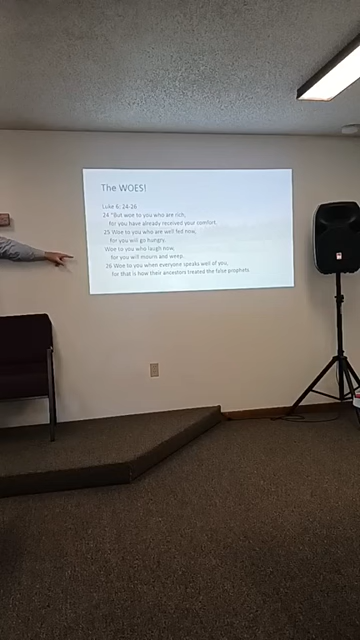 The WOES!
Luke 6: 24-26
24 "But woe to you who are rich,
for you have already received your comfort.
25 Woe to you who are well fed now,
for you will go hungry.
Woe to you who laugh now,
for you will mourn and weep.
26 Woe to you when everyone speaks well of you,
for that is how their ancestors treated the false prophets.